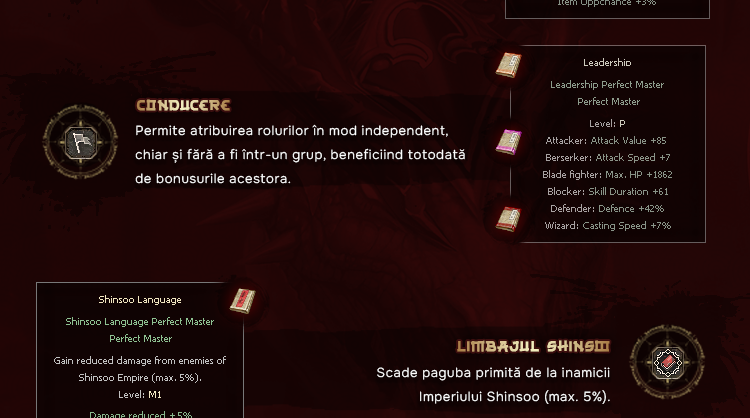 Item Oppchance +3%
CONDUCERE
Permite atribuirea rolurilor în mod independent,
chiar și fără a fi într-un grup, beneficiind totodată
de bonusurile acestora.
Leadership
Leadership Perfect Master
Perfect Master
Level: P
Attacker: Attack Value +85
Berserker: Attack Speed +7
Blade fighter: Max. HP +1862
Blocker: Skill Duration +61
Defender: Defence +42%
Wizard: Casting Speed +7%
Shinsoo Language
Shinsoo Language Perfect Master
Perfect Master
Gain reduced damage from enemies of
Shinsoo Empire (max. 5%).
Level: M1
Damage reduced +5%
LIMBAJUL SHINSOO
Scade paguba primită de la inamicii
Imperiului Shinsoo (max. 5%).